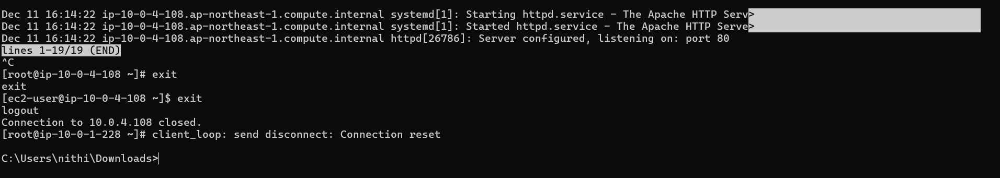 Dec 11 16:14:22 ip-10-0-4-108.ap-northeast-1.compute.internal systemd[1]: Starting httpd.service - The Apache HTTP Serv>
Dec 11 16:14:22 ip-10-0-4-108.ap-northeast-1.compute.internal systemd[1]: Started httpd.service - The Apache HTTP Serve>
Dec 11 16:14:22 ip-10-0-4-108.ap-northeast-1.compute.internal httpd[26786]: Server configured, listening on: port 80
lines 1-19/19 (END)
^C
[root@ip-10-0-4-108 ~]# exit
exit
[ec2-user@ip-10-0-4-108 ~]$ exit
logout
Connection to 10.0.4.108 closed.
[root@ip-10-0-1-228 ~]# client_loop: send disconnect: Connection reset
C:\Users\nithi\Downloads>